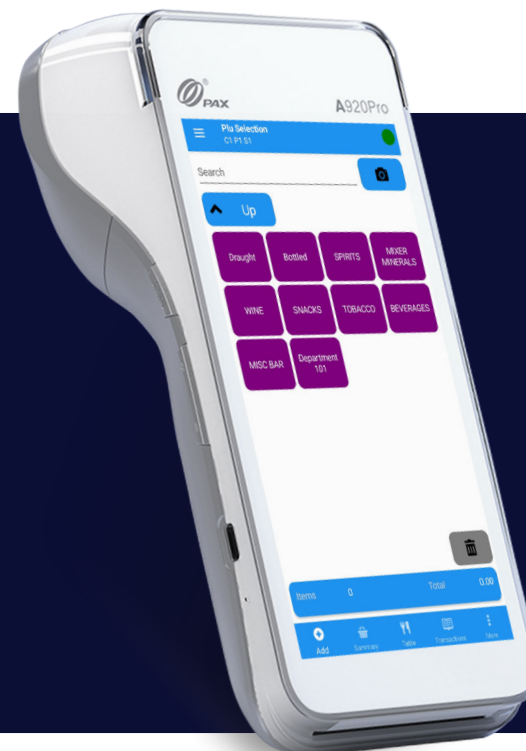 PAX
A920Pro
Plu Selection
C1 P1 S1
Search
Up
Draught Bottled SPIRITS MIXER MINERALS
WINE SNACKS TOBACCO BEVERAGES
MISC BAR Department 101
Items 0 Total 0.00
Add Summary Table Transactions More